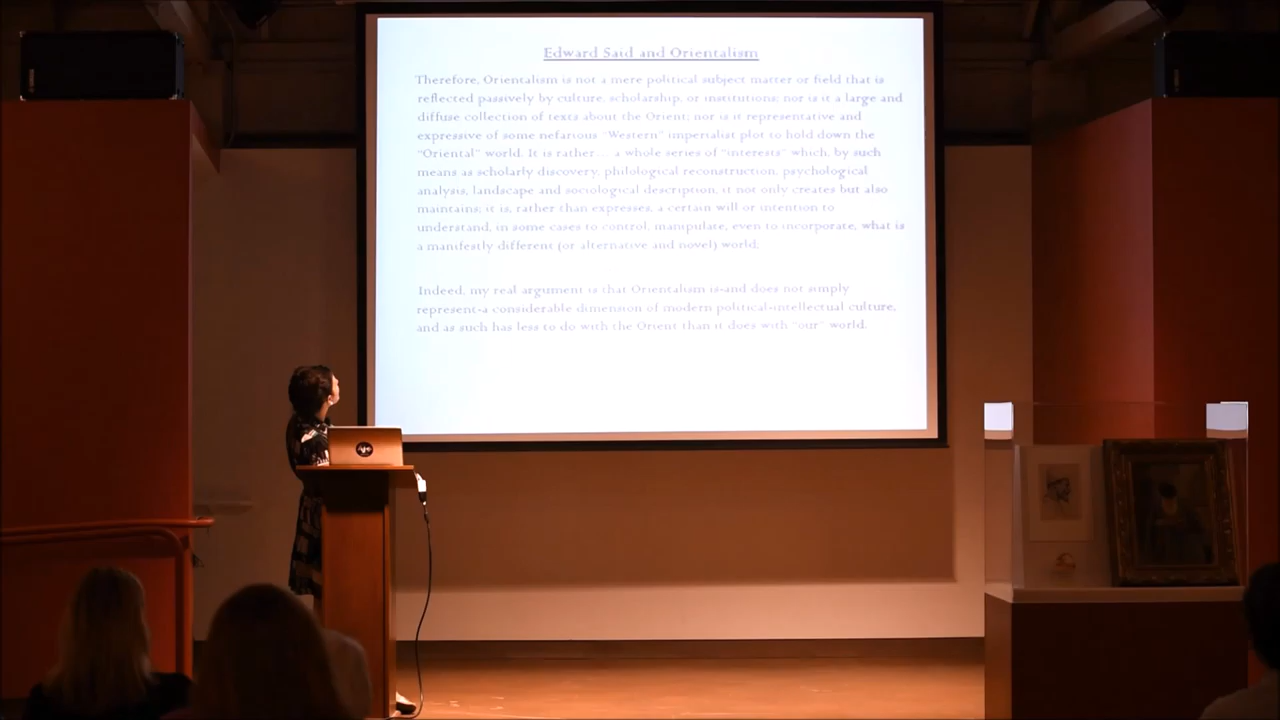 Edward Said and Orientalism
Therefore, Orientalism is not a mere political subject matter or field that is
reflected passively by culture, scholarship, or institutions; nor is it a large and
diffuse collection of texts about the Orient; nor is it representative and
expressive of some nefarious "Western" imperialist plot to hold down the
"Oriental" world. It is rather ... a whole series of "interests" which, by such
means as scholarly discovery, philological reconstruction, psychological
analysis, landscape and sociological description, it not only creates but also
maintains; it is, rather than expresses, a certain will or intention to
understand, in some cases to control, manipulate, even to incorporate, what is
a manifestly different (or alternative and novel) world;
Indeed, my real argument is that Orientalism is-and does not simply
represent-a considerable dimension of modern political-intellectual culture,
and as such has less to do with the Orient than it does with "our" world.